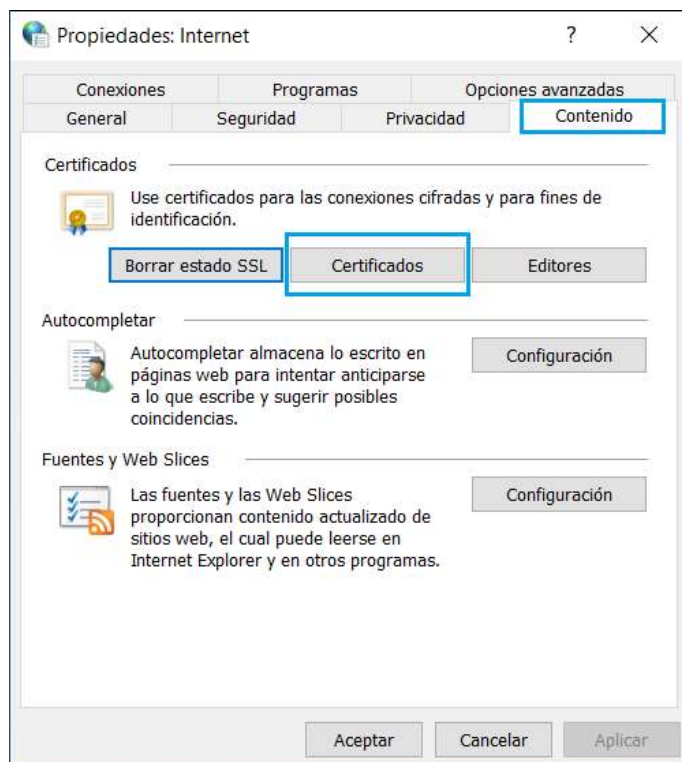 Propiedades: Internet
?
Conexiones
Programas
Opciones avanzadas
General
Seguridad
Privacidad
Contenido
Certificados
Use certificados para las conexiones cifradas y para fines de
identificación.
Borrar estado SSL
Certificados
Editores
Autocompletar
Autocompletar almacena lo escrito en
páginas web para intentar anticiparse
a lo que escribe y sugerir posibles
coincidencias.
Configuración
Fuentes y Web Slices
Las fuentes y las Web Slices
proporcionan contenido actualizado de
sitios web, el cual puede leerse en
Internet Explorer y en otros programas.
Configuración
Aceptar
Cancelar
Aplicar